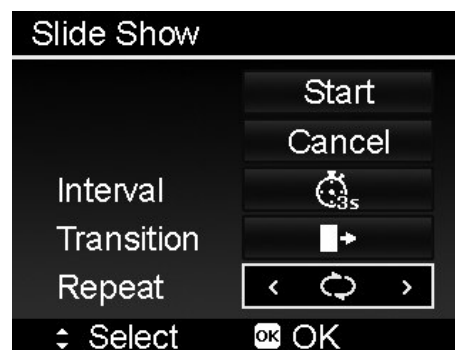 Slide Show
Start
Cancel
Interval 3s
Transition
Repeat
Select OK OK